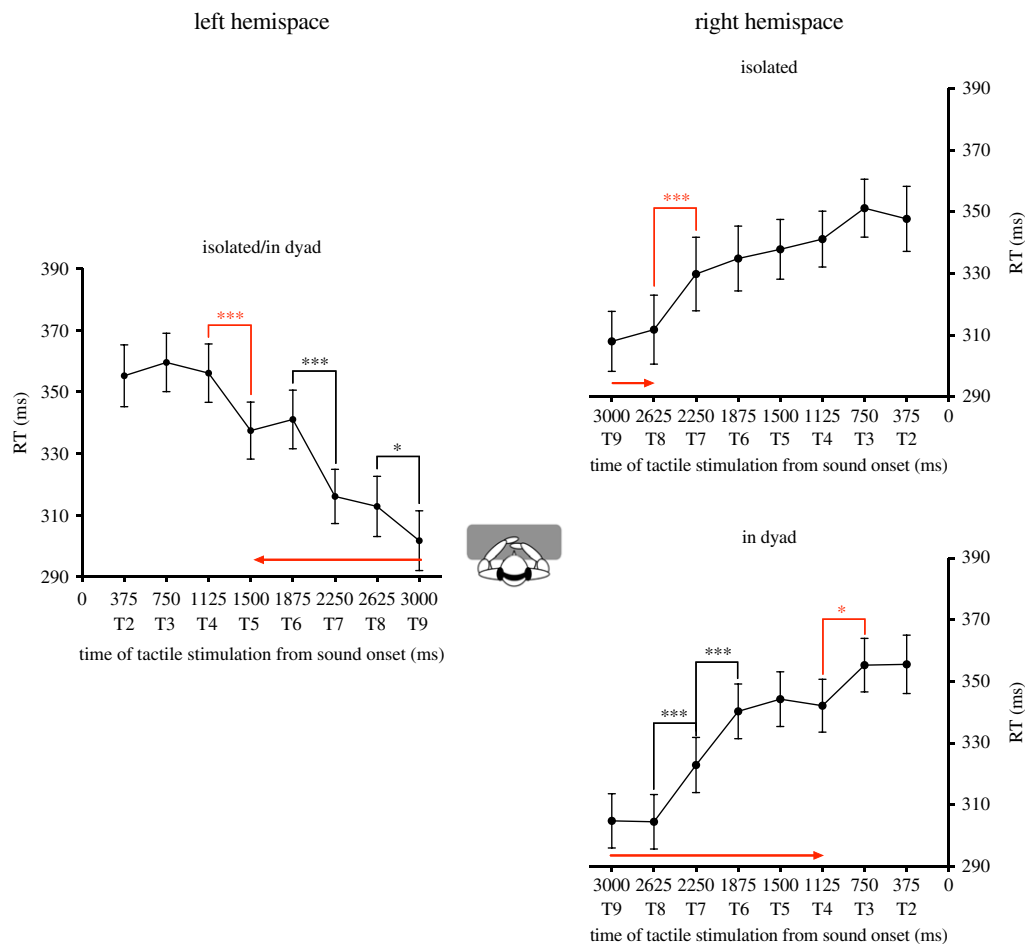 left hemispace
right hemispace
isolated
390
370
350
330
310
290
RT (ms)
***
3000 2625 2250 1875 1500 1125 750 375 0
T9 T8 T7 T6 T5 T4 T3 T2
time of tactile stimulation from sound onset (ms)
isolated/in dyad
390
370
350
330
310
290
RT (ms)
***
***
*
0 375 750 1125 1500 1875 2250 2625 3000
T2 T3 T4 T5 T6 T7 T8 T9
time of tactile stimulation from sound onset (ms)
in dyad
390
370
350
330
310
290
RT (ms)
*
***
***
3000 2625 2250 1875 1500 1125 750 375 0
T9 T8 T7 T6 T5 T4 T3 T2
time of tactile stimulation from sound onset (ms)